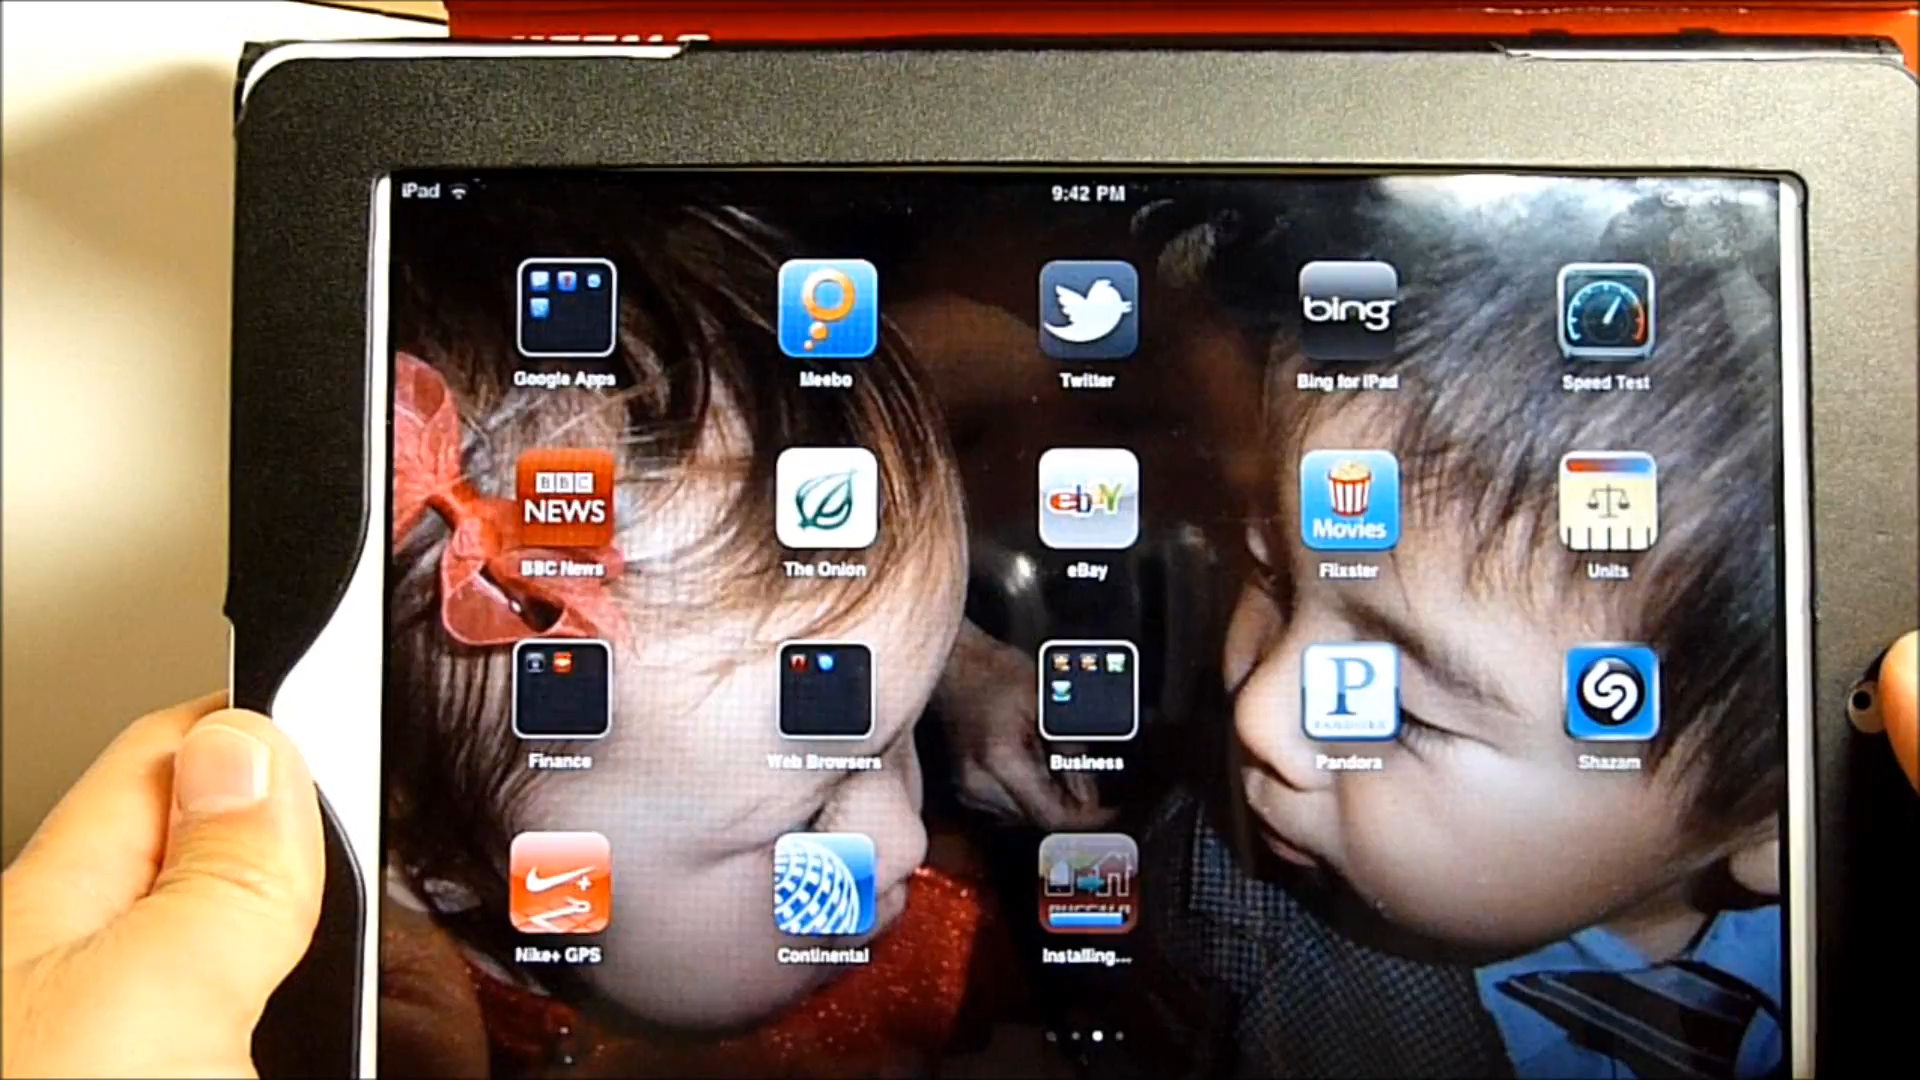 iPad
9:42 PM
Google Apps
Meebo
Twitter
bing
Bing for iPad
Speed Test
BBC
NEWS
BBC News
The Onion
ebY
eBay
Movies
Flixster
Units
Finance
Web Browsers
Business
P
PANDORA
Pandora
Shazam
Nike+ GPS
Continental
BUFFALO
Installing...